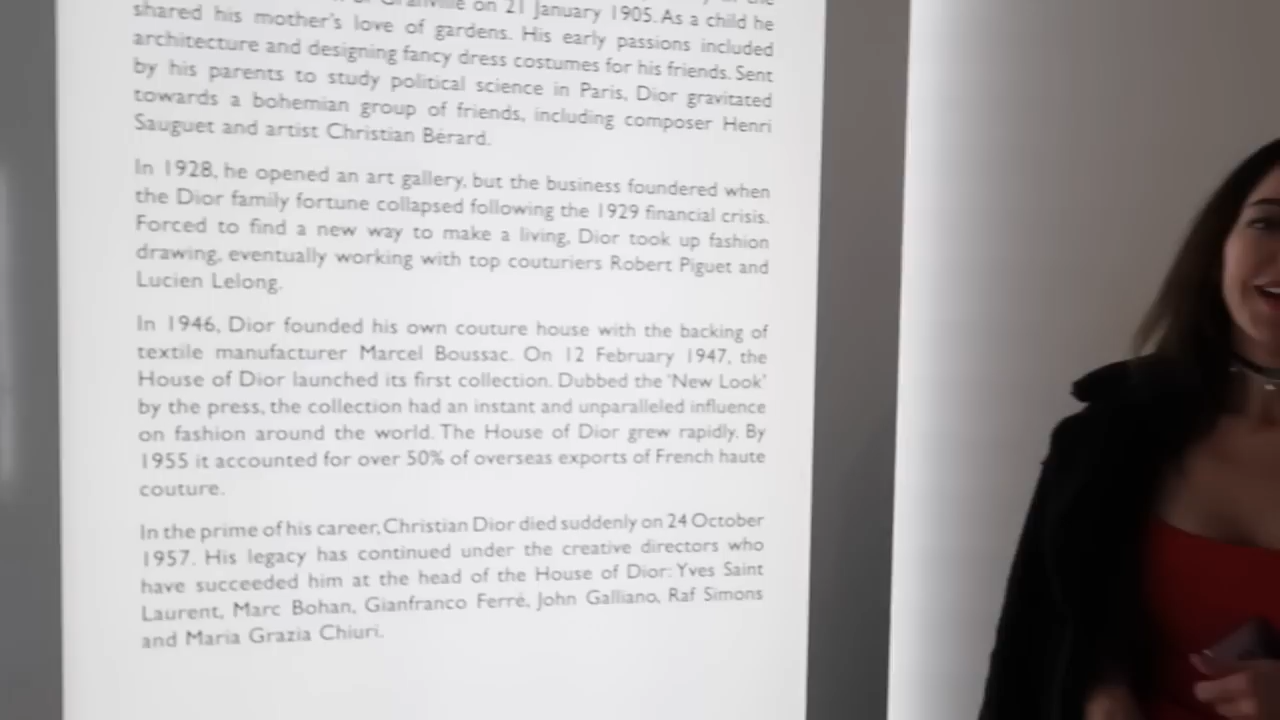 Granville on 21 January 1905. As a child he
shared his mother's love of gardens. His early passions included
architecture and designing fancy dress costumes for his friends. Sent
by his parents to study political science in Paris, Dior gravitated
towards a bohemian group of friends, including composer Henri
Sauguet and artist Christian Bérard.
In 1928, he opened an art gallery, but the business foundered when
the Dior family fortune collapsed following the 1929 financial crisis.
Forced to find a new way to make a living, Dior took up fashion
drawing, eventually working with top couturiers Robert Piguet and
Lucien Lelong.
In 1946, Dior founded his own couture house with the backing of
textile manufacturer Marcel Boussac. On 12 February 1947, the
House of Dior launched its first collection. Dubbed the 'New Look'
by the press, the collection had an instant and unparalleled influence
on fashion around the world. The House of Dior grew rapidly. By
1955 it accounted for over 50% of overseas exports of French haute
couture.
In the prime of his career, Christian Dior died suddenly on 24 October
1957. His legacy has continued under the creative directors who
have succeeded him at the head of the House of Dior: Yves Saint
Laurent, Marc Bohan, Gianfranco Ferré, John Galliano, Raf Simons
and Maria Grazia Chiuri.